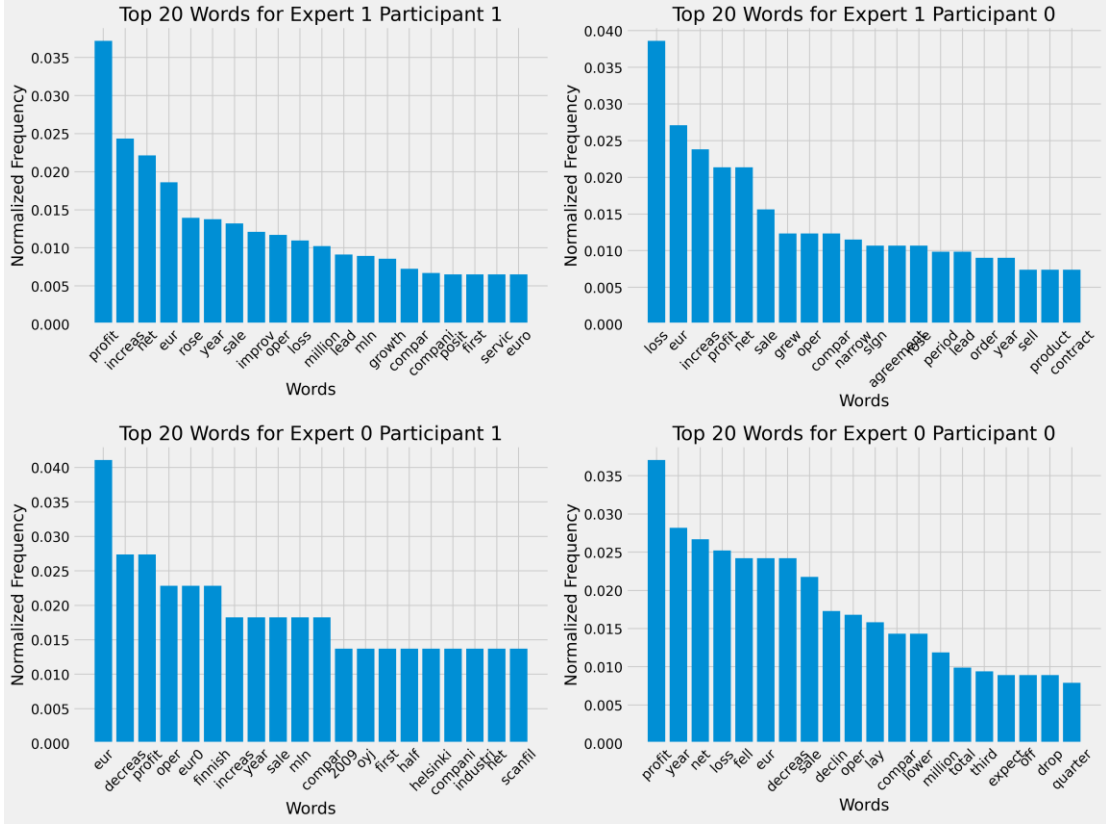 Top 20 Words for Expert 1 Participant 1
Normalized Frequency
0.035
0.030
0.025
0.020
0.015
0.010
0.005
0.000
profit increas net eur rose year sale improv oper loss million lead mln growth compar compani posit first servic euro
Words
Top 20 Words for Expert 1 Participant 0
Normalized Frequency
0.040
0.035
0.030
0.025
0.020
0.015
0.010
0.005
0.000
loss eur increas profit net sale grew oper compar narrow sign agreement rose period lead order year sell product contract
Words
Top 20 Words for Expert 0 Participant 1
Normalized Frequency
0.040
0.035
0.030
0.025
0.020
0.015
0.010
0.005
0.000
eur decreas profit oper eur0 finnish increas year sale mln compar 2009 oyj first half helsinki compani industri net scanfil
Words
Top 20 Words for Expert 0 Participant 0
Normalized Frequency
0.035
0.030
0.025
0.020
0.015
0.010
0.005
0.000
profit year net loss fell eur decreas sale declin oper lay compar lower million total third expect off drop quarter
Words